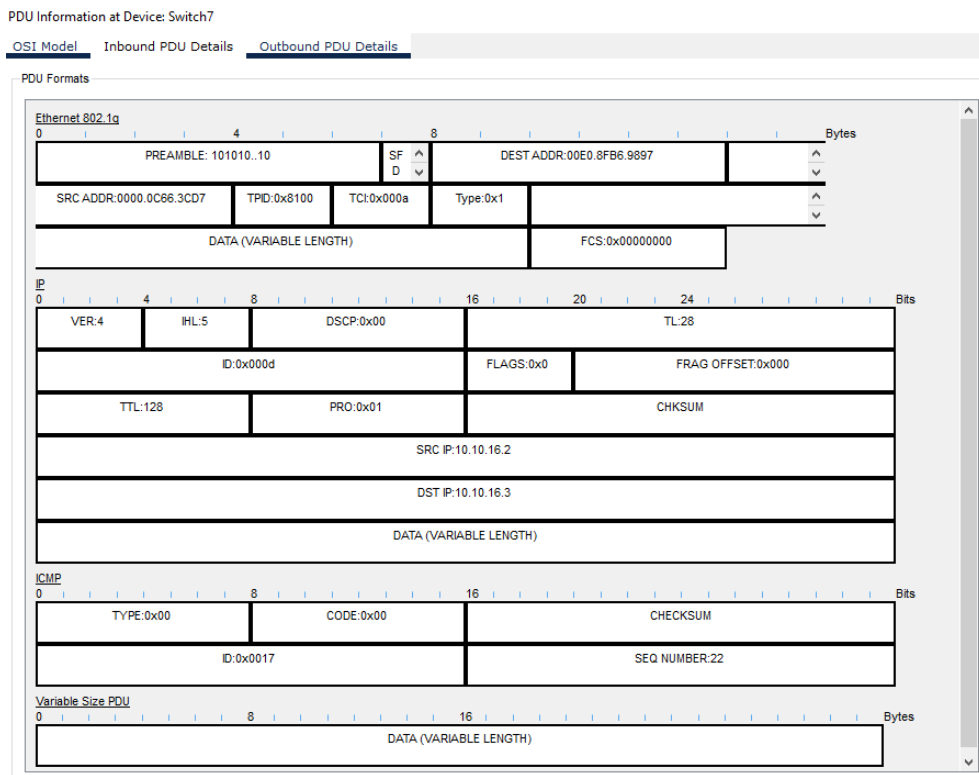 PDU Information at Device: Switch7
OSI Model Inbound PDU Details Outbound PDU Details
PDU Formats
Ethernet 802.1q
0 4 8 Bytes
PREAMBLE: 101010..10 SF D DEST ADDR:00E0.8FB6.9897
SRC ADDR:0000.0C66.3CD7 TPID:0x8100 TCI:0x000a Type:0x1
DATA (VARIABLE LENGTH) FCS:0x00000000
IP
0 4 8 16 20 24 Bits
VER:4 IHL:5 DSCP:0x00 TL:28
ID:0x000d FLAGS:0x0 FRAG OFFSET:0x000
TTL:128 PRO:0x01 CHKSUM
SRC IP:10.10.16.2
DST IP:10.10.16.3
DATA (VARIABLE LENGTH)
ICMP
0 8 16 Bits
TYPE:0x00 CODE:0x00 CHECKSUM
ID:0x0017 SEQ NUMBER:22
Variable Size PDU
0 8 16 Bytes
DATA (VARIABLE LENGTH)